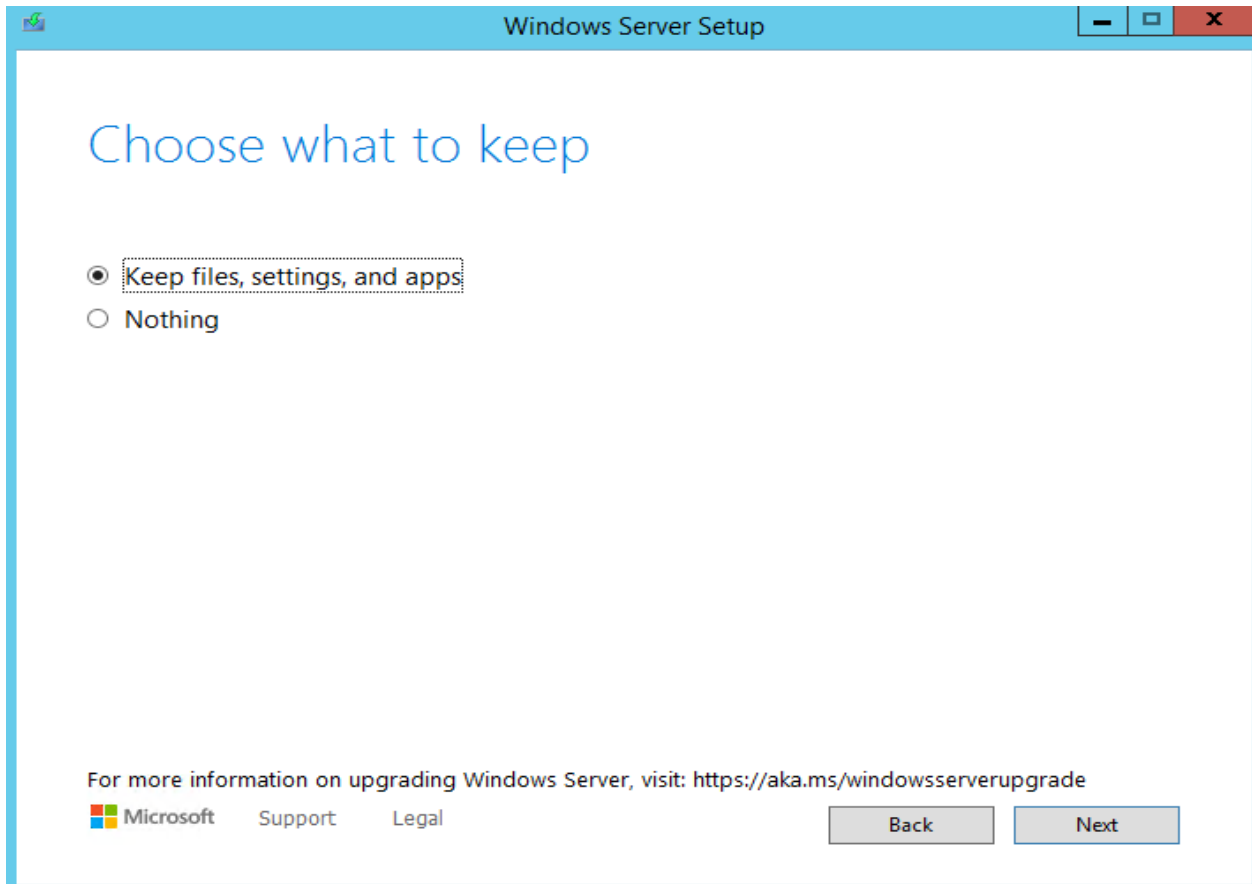 Windows Server Setup
Choose what to keep
Keep files, settings, and apps
Nothing
For more information on upgrading Windows Server, visit: https://aka.ms/windowsserverupgrade
Microsoft Support Legal Back Next